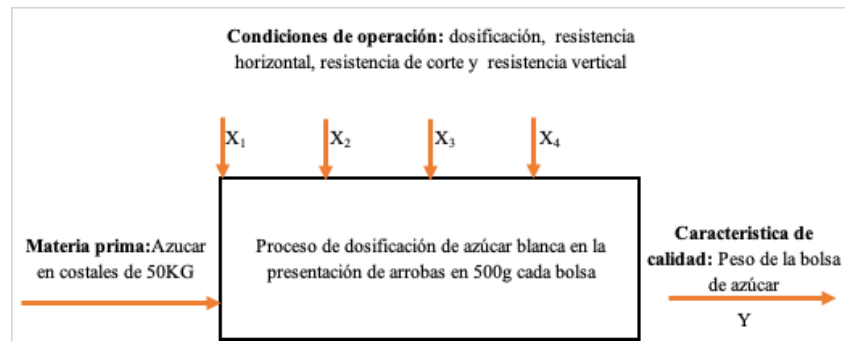 Condiciones de operación: dosificación, resistencia
horizontal, resistencia de corte y resistencia vertical
X1
X2
X3
X4
Materia prima:Azucar
en costales de 50KG
Proceso de dosificación de azúcar blanca en la
presentación de arrobas en 500g cada bolsa
Caracteristica de
calidad: Peso de la bolsa
de azúcar
Y